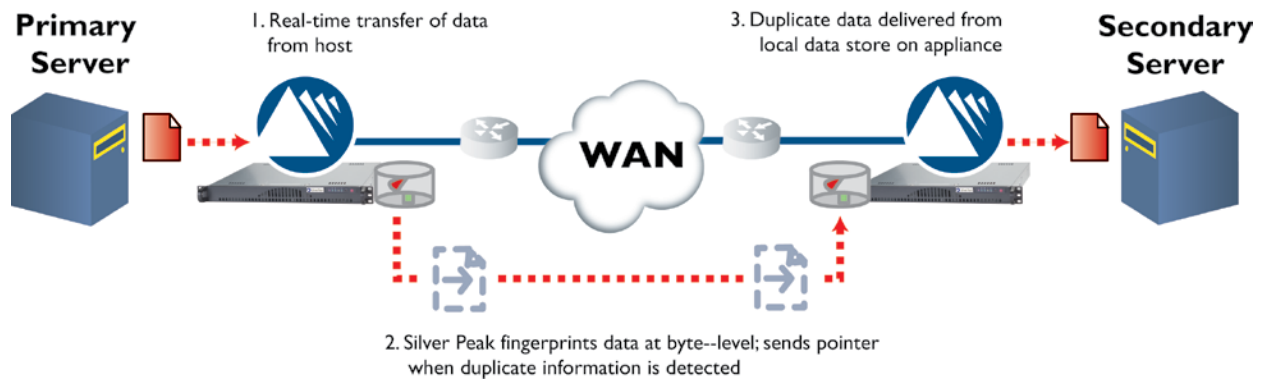 Primary
Server
1. Real-time transfer of data
from host
3. Duplicate data delivered from
local data store on appliance
Secondary
Server
WAN
2. Silver Peak fingerprints data at byte--level; sends pointer
when duplicate information is detected